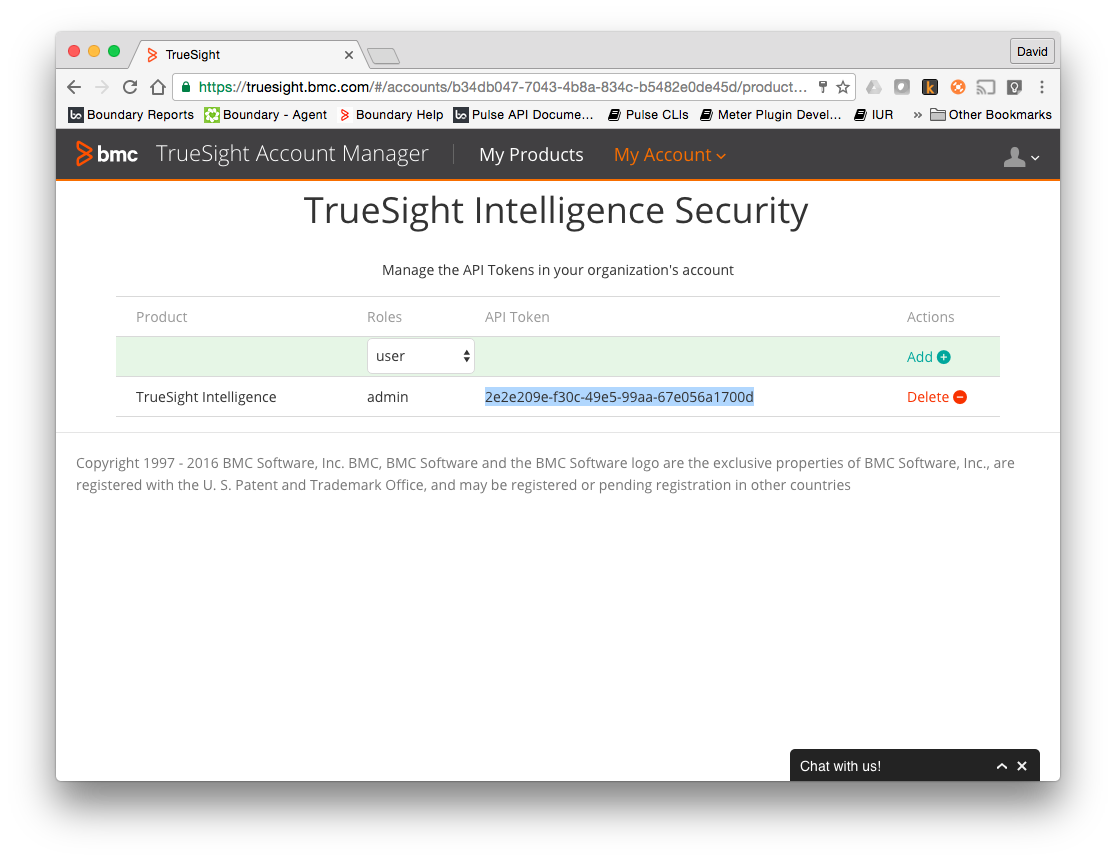 TrueSight
David
https://truesight.bmc.com/#/accounts/b34db047-7043-4b8a-834c-b5482e0de45d/product...
Boundary Reports Boundary - Agent Boundary Help Pulse API Docume... Pulse CLIs Meter Plugin Devel... IUR » Other Bookmarks
bmc TrueSight Account Manager My Products My Account
TrueSight Intelligence Security
Manage the API Tokens in your organization's account
Product Roles API Token Actions
user Add
TrueSight Intelligence admin 2e2e209e-f30c-49e5-99aa-67e056a1700d Delete
Copyright 1997 - 2016 BMC Software, Inc. BMC, BMC Software and the BMC Software logo are the exclusive properties of BMC Software, Inc., are
registered with the U. S. Patent and Trademark Office, and may be registered or pending registration in other countries
Chat with us!